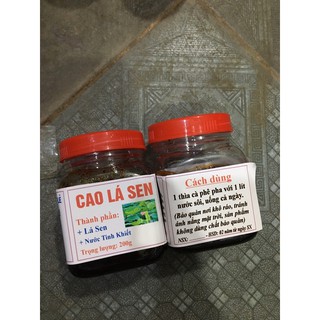 CAO LÁ SEN
Thành phần:
+ Lá Sen
+ Nước Tinh Khiết
Trọng lượng: 200g
Cách dùng
1 thìa cà phê pha với 1 lít
nước sôi, uống cả ngày.
(Bảo quản nơi khô ráo, tránh
ánh nắng mặt trời, sản phẩm
không dùng chất bảo quản)
NSX: HSD: 02 năm từ ngày SX